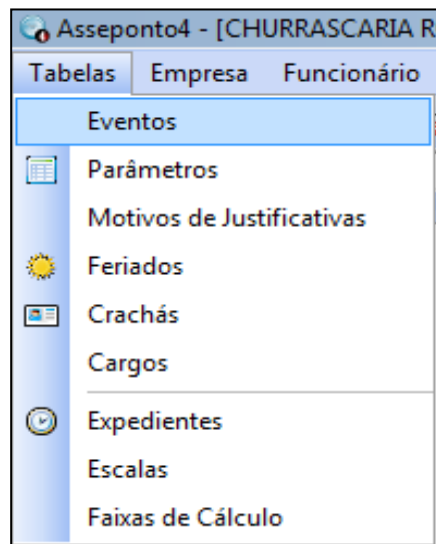 Asseponto4 - [CHURRASCARIA R
Tabelas Empresa Funcionário
Eventos
Parâmetros
Motivos de Justificativas
Feriados
Crachás
Cargos
Expedientes
Escalas
Faixas de Cálculo